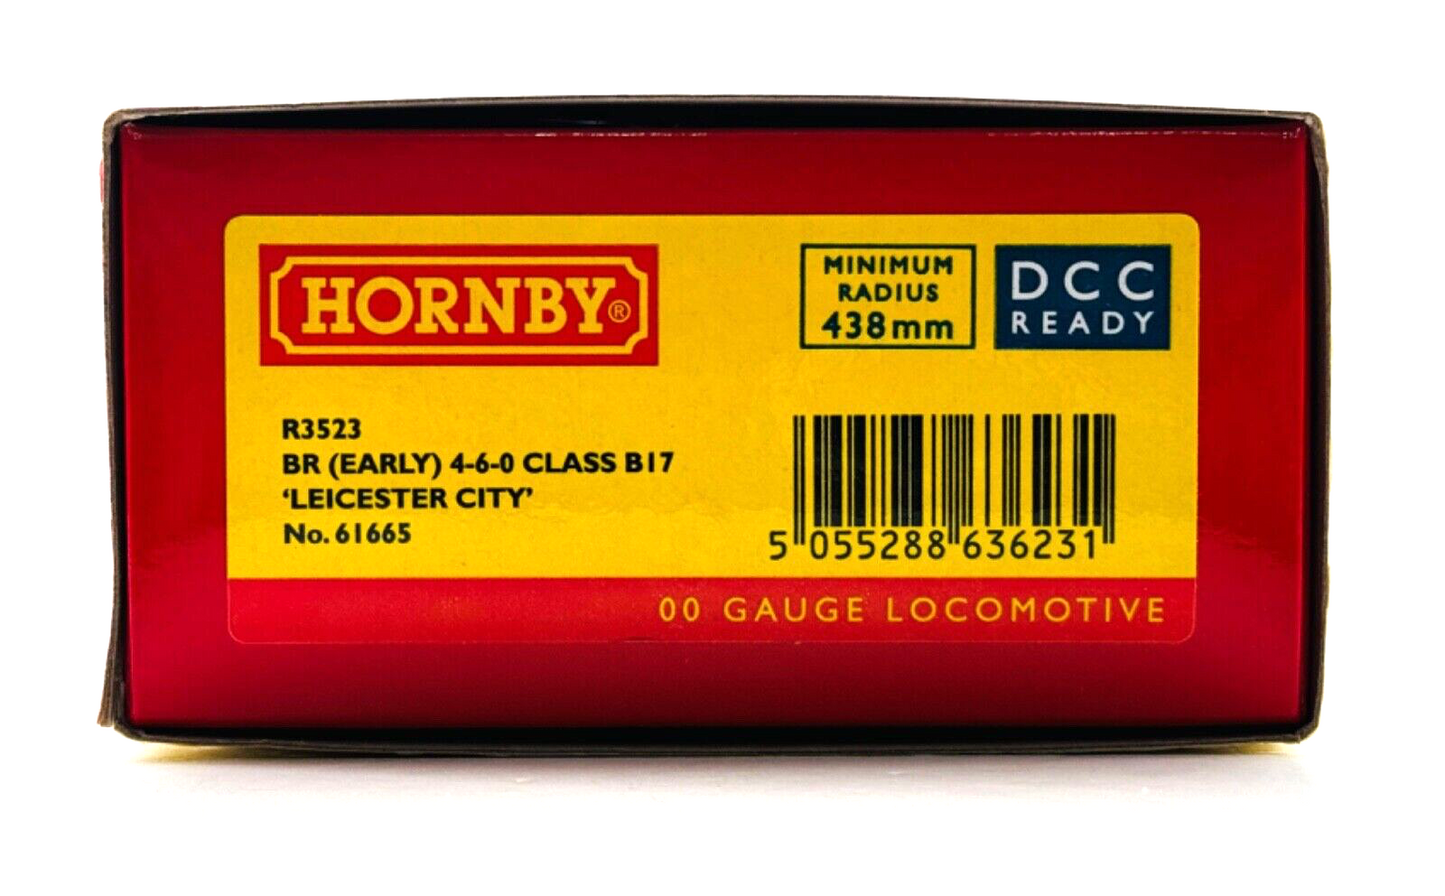 HORNBY®
MINIMUM
RADIUS
438mm
DCC
READY
R3523
BR (EARLY) 4-6-0 CLASS B17
‘LEICESTER CITY’
No. 61665
5 055288 636231
00 GAUGE LOCOMOTIVE